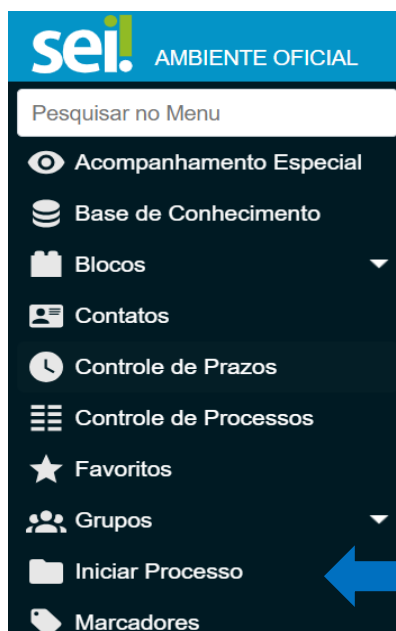 sei! AMBIENTE OFICIAL
Pesquisar no Menu
Acompanhamento Especial
Base de Conhecimento
Blocos
Contatos
Controle de Prazos
Controle de Processos
Favoritos
Grupos
Iniciar Processo
Marcadores